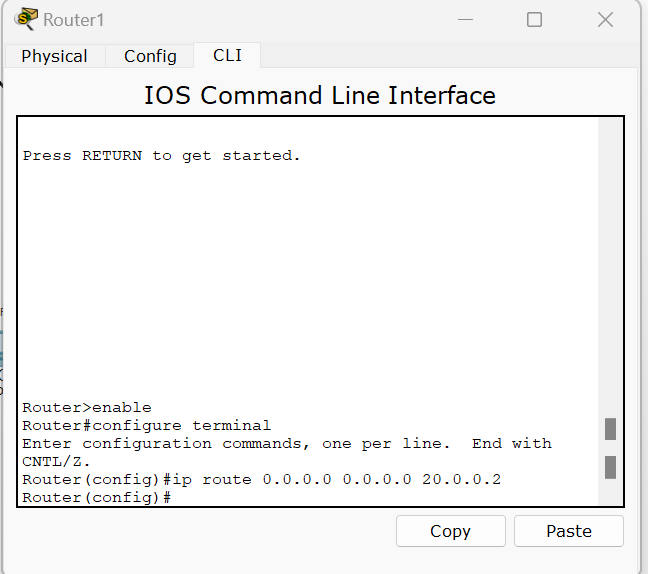 Router1
Physical Config CLI
IOS Command Line Interface
Press RETURN to get started.
Router>enable
Router#configure terminal
Enter configuration commands, one per line.  End with
CNTL/Z.
Router(config)#ip route 0.0.0.0 0.0.0.0 20.0.0.2
Router(config)#
Copy Paste